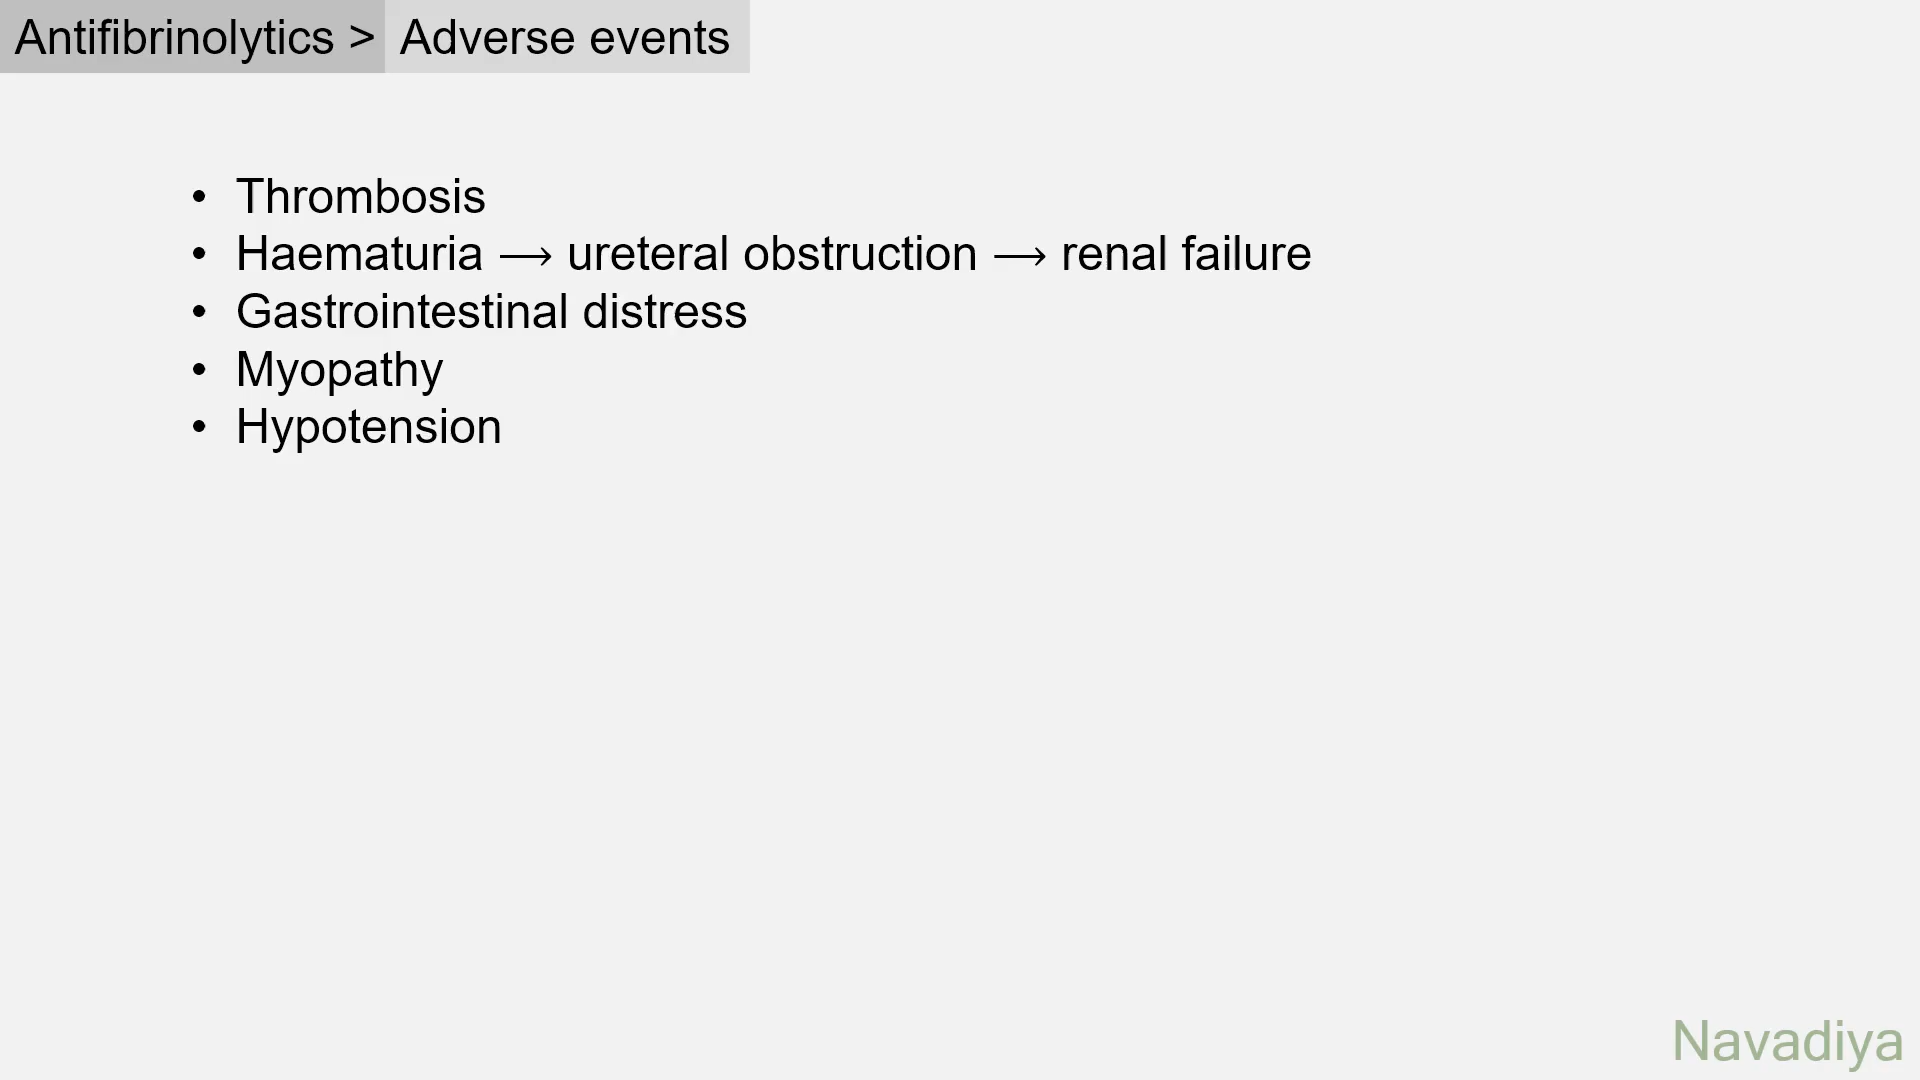 Antifibrinolytics > Adverse events
• Thrombosis
• Haematuria ⟶ ureteral obstruction ⟶ renal failure
• Gastrointestinal distress
• Myopathy
• Hypotension
Navadiya